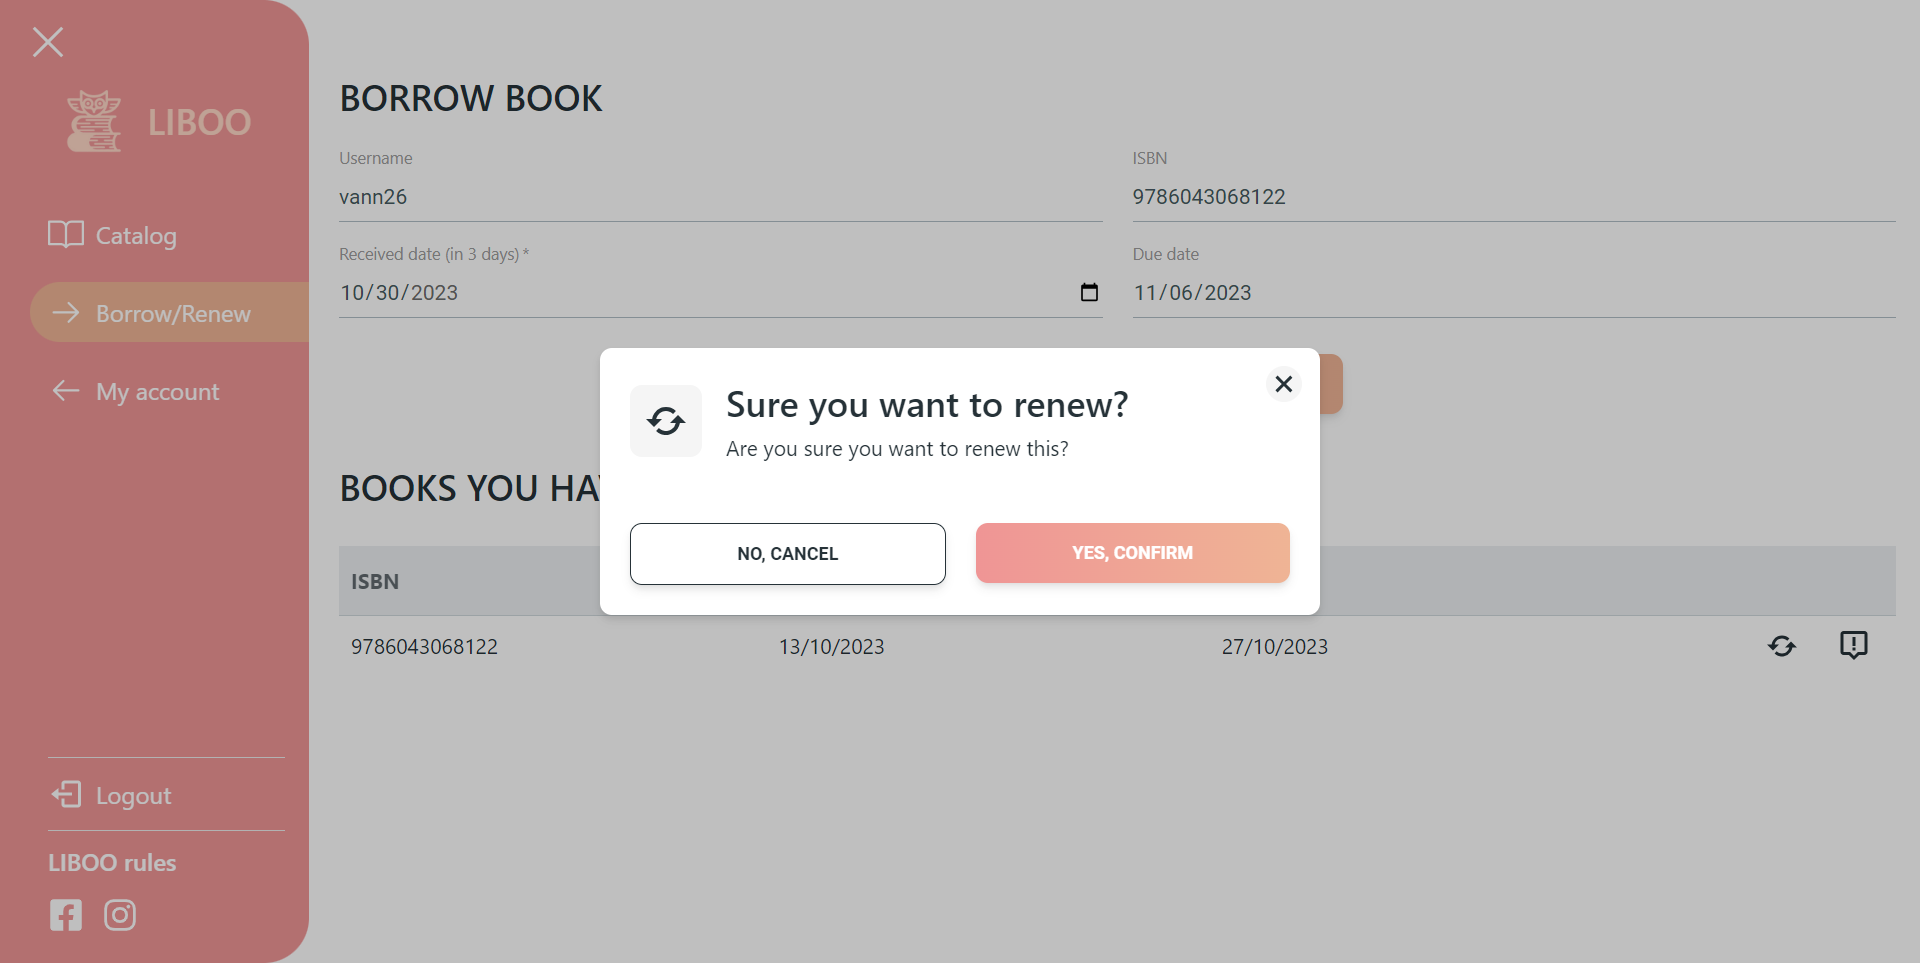 LIBOO
Catalog
Borrow/Renew
My account
Logout
LIBOO rules
BORROW BOOK
Username
ISBN
vann26
9786043068122
Received date (in 3 days) *
Due date
10/30/2023
11/06/2023
Sure you want to renew?
Are you sure you want to renew this?
NO, CANCEL
YES, CONFIRM
BOOKS YOU
ISBN
9786043068122 13/10/2023 27/10/2023